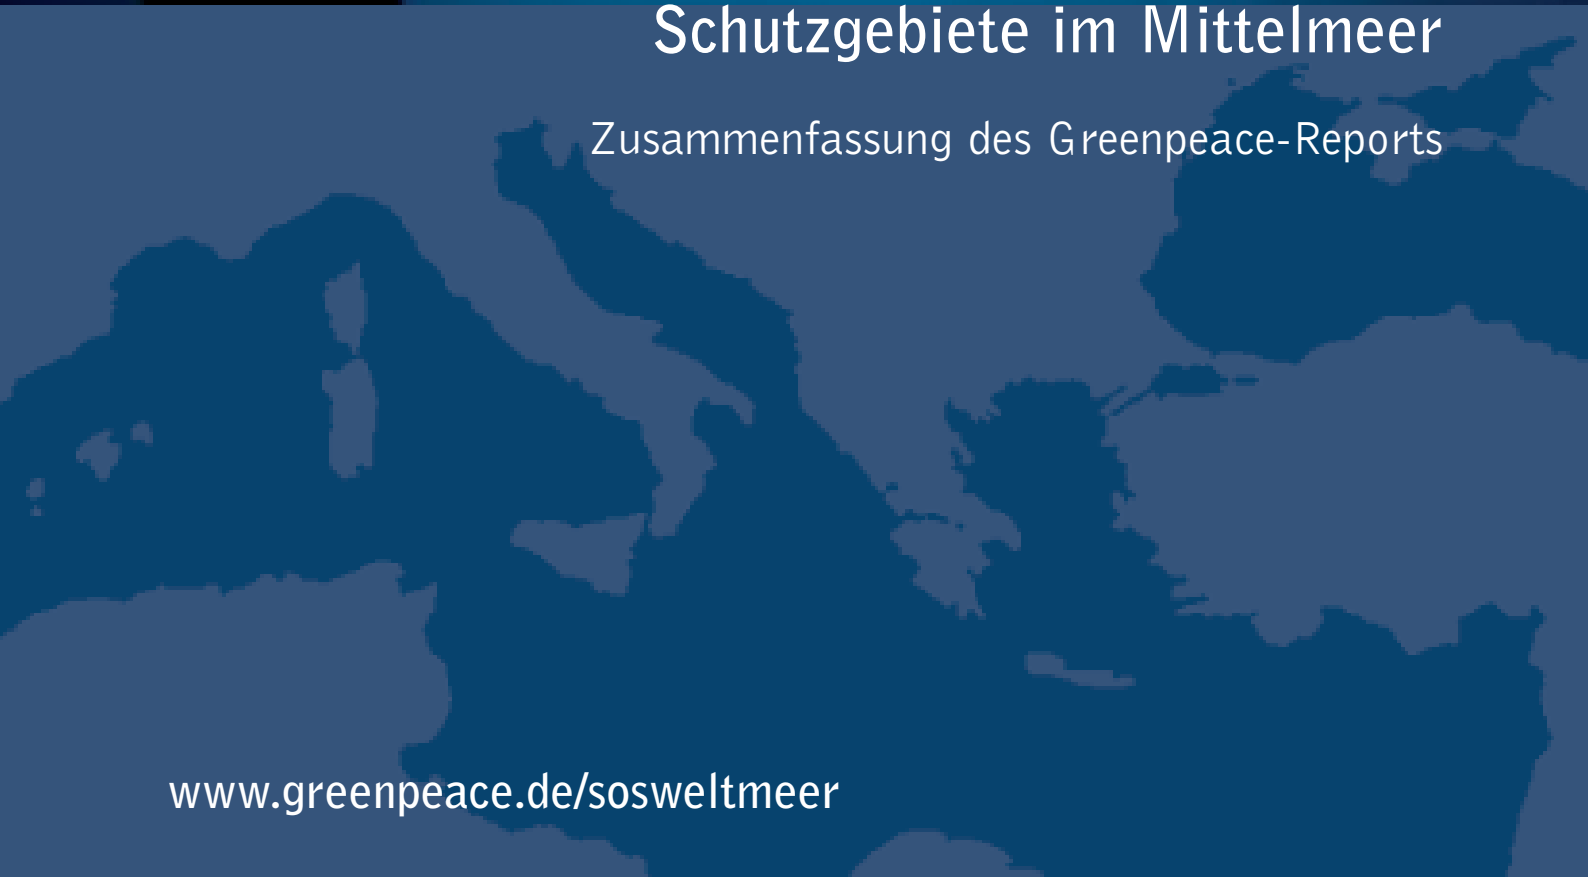 Schutzgebiete im Mittelmeer
Zusammenfassung des Greenpeace-Reports
www.greenpeace.de/sosweltmeer